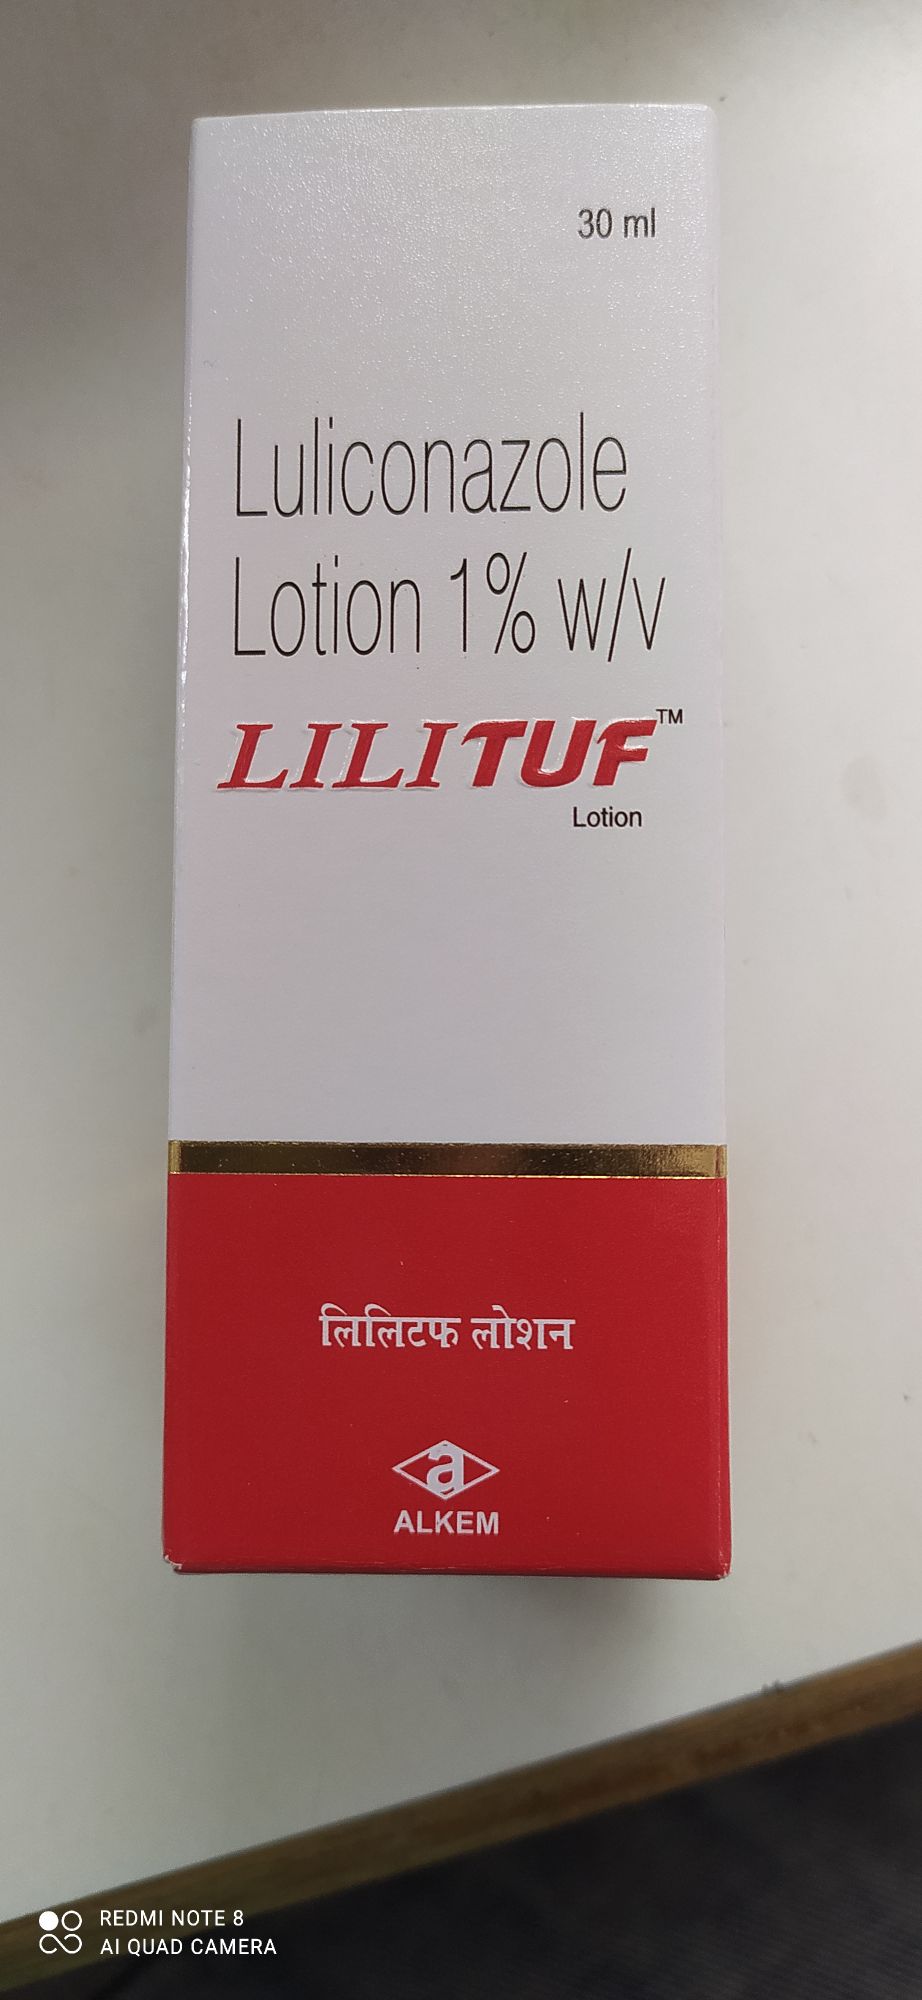 30 ml
Luliconazole
Lotion 1% w/v
LILITUF™
Lotion
लिलिटफ लोशन
a
ALKEM
REDMI NOTE 8
AI QUAD CAMERA